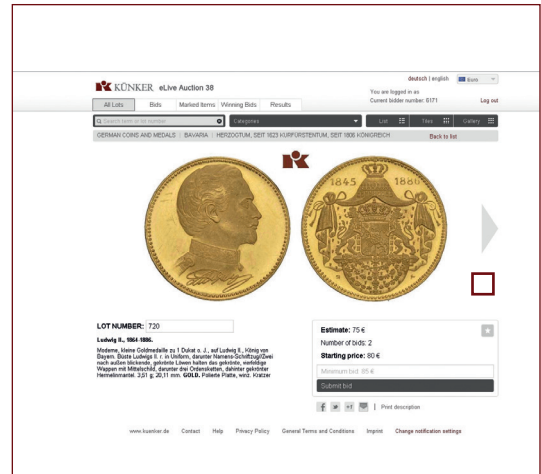 deutsch | english
Euro
KÜNKER eLive Auction 38
You are logged in as
Current bidder number: 6171
Log out
All Lots
Bids
Marked Items
Winning Bids
Results
Search term or lot number
Categories
List
Tiles
Gallery
GERMAN COINS AND MEDALS | BAVARIA | HERZOGTUM, SEIT 1623 KURFÜRSTENTUM, SEIT 1806 KÖNIGREICH
Back to list
1845 1886
LOT NUMBER: 720
Ludwig II., 1864-1886.
Moderne, kleine Goldmedaille zu 1 Dukat o. J., auf Ludwig II., König von
Bayern. Büste Ludwigs II. r. in Uniform, darunter Namens-Schriftzug//Zwei
nach außen blickende, gekrönte Löwen halten das gekrönte, vierfeldige
Wappen mit Mittelschild, darunter drei Ordensketten, dahinter gekrönter
Hermelinmantel. 3,51 g; 20,11 mm. GOLD. Polierte Platte, winz. Kratzer
Estimate: 75 €
Number of bids: 2
Starting price: 80 €
Minimum bid: 85 €
Submit bid
Print description
www.kuenker.de
Contact
Help
Privacy Policy
General Terms and Conditions
Imprint
Change notification settings